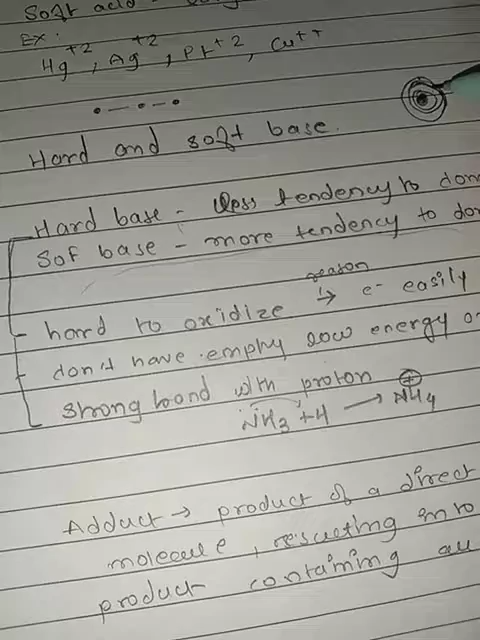 Soft acid -
Ex:
Hg+2, Ag+2, Pt+2, Cu++
Hard and soft base.
Hard base - less tendency to don
Sof base - more tendency to don
reason
- hard to oxidize ↳ e- easily
- don't have empty low energy o
strong bond with proton
NH3 + H → NH4 ⊕
Adduct → product of a direct
molecule, resulting in
product containing